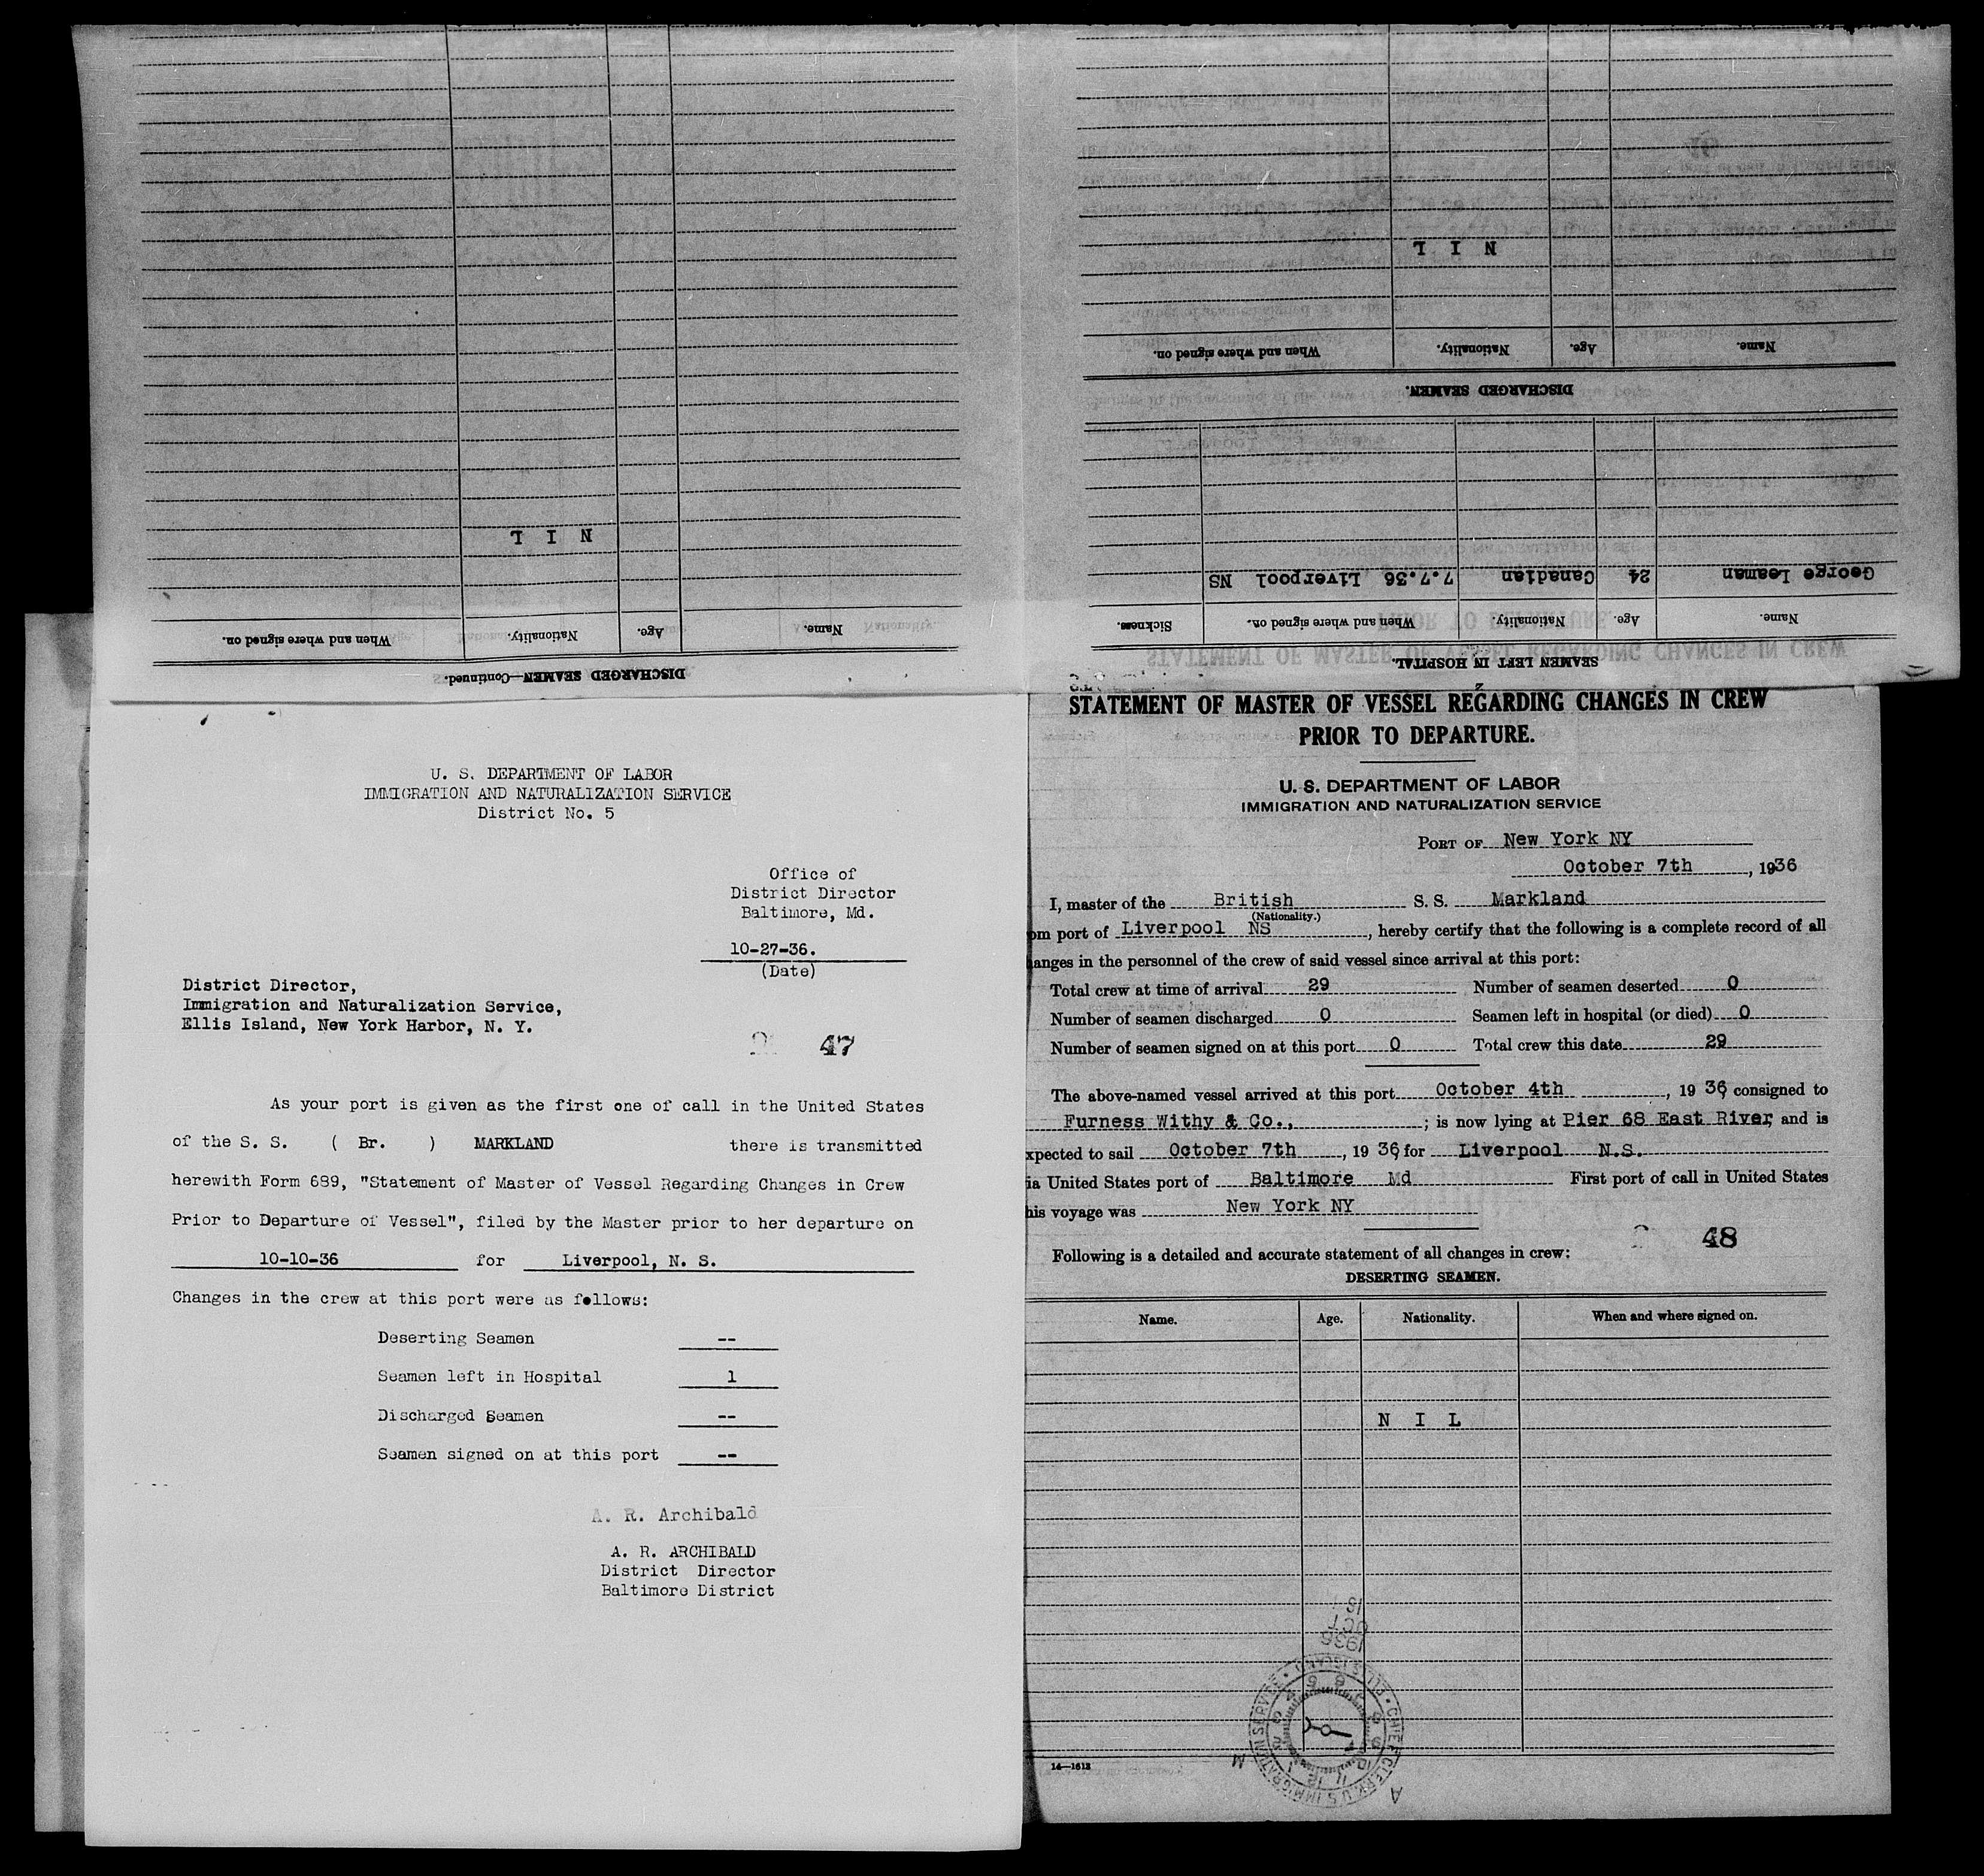 DISCHARGED SEAMEN—Continued.
Name. Age. Nationality. When and where signed on.
N I L
SEAMEN LEFT IN HOSPITAL.
Name. Age. Nationality. When and where signed on. Sickness.
George Leaman 24 Canadian 7.7.36 Liverpool NS
DISCHARGED SEAMEN.
Name. Age. Nationality. When and where signed on.
N I L
U. S. DEPARTMENT OF LABOR
IMMIGRATION AND NATURALIZATION SERVICE
District No. 5
Office of
District Director
Baltimore, Md.
10-27-36.
(Date)
District Director,
Immigration and Naturalization Service,
Ellis Island, New York Harbor, N. Y.
47
As your port is given as the first one of call in the United States
of the S. S. ( Br. ) MARKLAND there is transmitted
herewith Form 689, "Statement of Master of Vessel Regarding Changes in Crew
Prior to Departure of Vessel", filed by the Master prior to her departure on
10-10-36 for Liverpool, N. S.
Changes in the crew at this port were as follows:
Deserting Seamen --
Seamen left in Hospital 1
Discharged Seamen --
Seamen signed on at this port --
A. R. Archibald
A. R. ARCHIBALD
District Director
Baltimore District
STATEMENT OF MASTER OF VESSEL REGARDING CHANGES IN CREW
PRIOR TO DEPARTURE.
U. S. DEPARTMENT OF LABOR
IMMIGRATION AND NATURALIZATION SERVICE
PORT OF New York NY
October 7th, 1936
I, master of the British S. S. Markland
(Nationality.)
om port of Liverpool NS, hereby certify that the following is a complete record of all
anges in the personnel of the crew of said vessel since arrival at this port:
Total crew at time of arrival 29 Number of seamen deserted 0
Number of seamen discharged 0 Seamen left in hospital (or died) 0
Number of seamen signed on at this port 0 Total crew this date 29
The above-named vessel arrived at this port October 4th, 1936, consigned to
Furness Withy & Co., ; is now lying at Pier 68 East River, and is
xpected to sail October 7th, 1936, for Liverpool N.S.
ia United States port of Baltimore Md First port of call in United States
his voyage was New York NY
48
Following is a detailed and accurate statement of all changes in crew:
DESERTING SEAMEN.
Name. Age. Nationality. When and where signed on.
N I L
1936
OCT
CHIEF CLERK, U.S. IMMIGRATION SERVICE • ELLIS ISLAND •
A M
14—1612